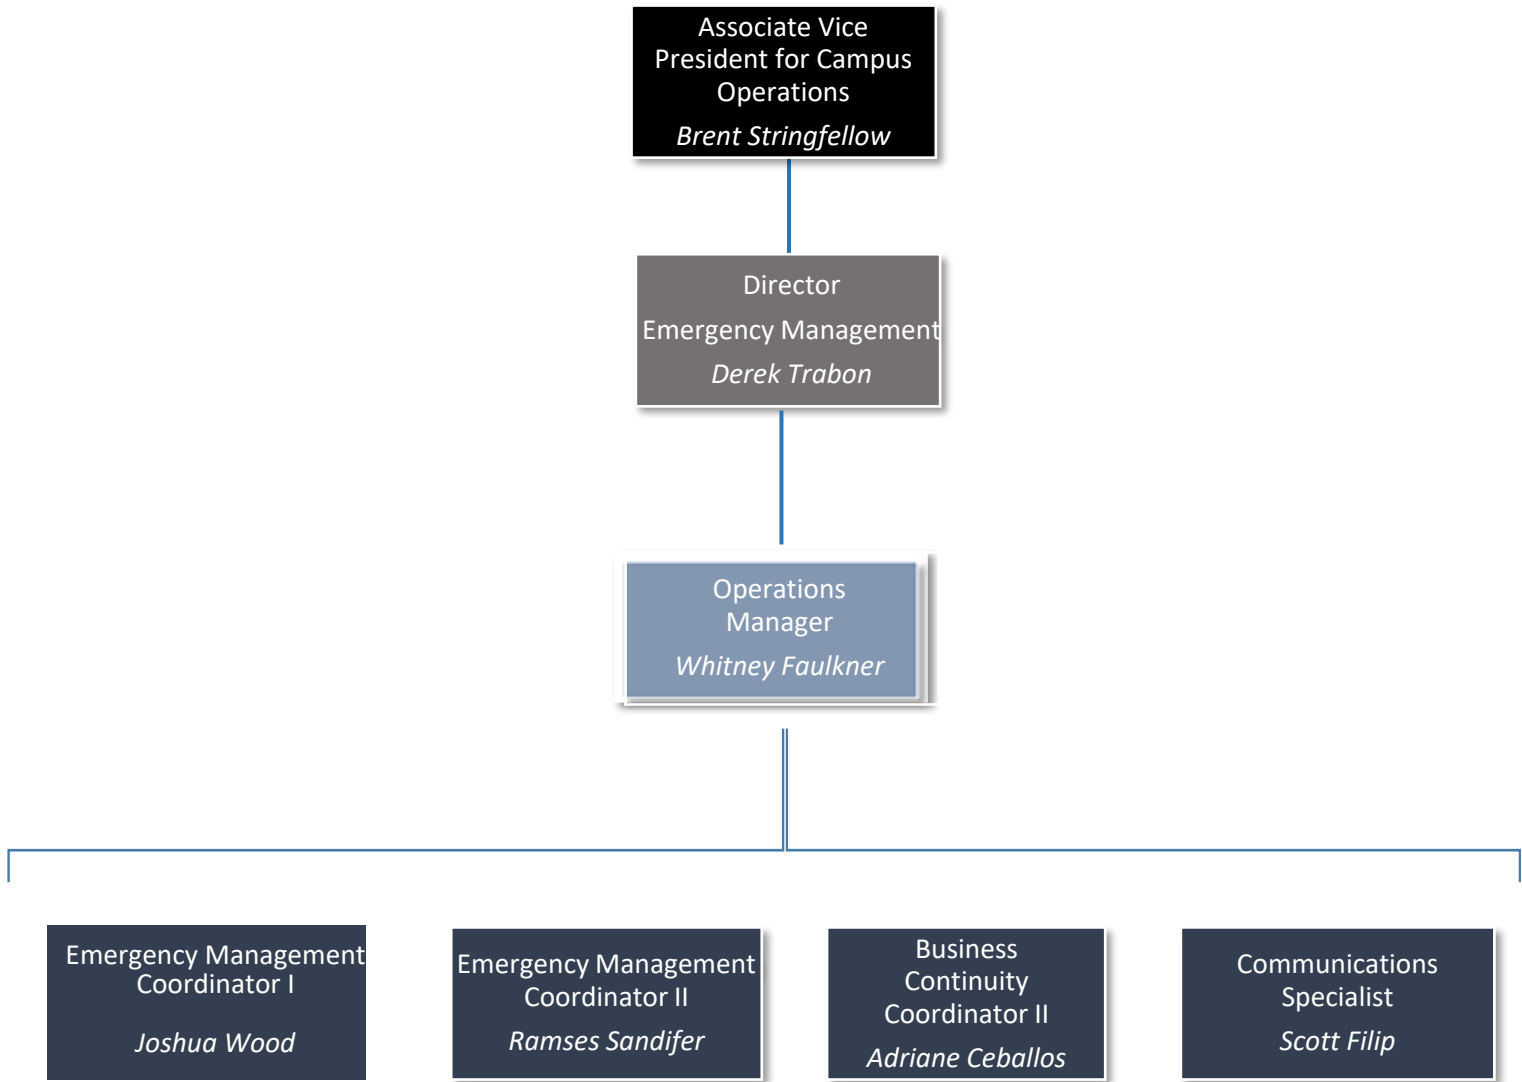 Associate Vice
President for Campus
Operations
Brent Stringfellow
Director
Emergency Management
Derek Trabon
Operations
Manager
Whitney Faulkner
Emergency Management
Coordinator I
Joshua Wood
Emergency Management
Coordinator II
Ramses Sandifer
Business
Continuity
Coordinator II
Adriane Ceballos
Communications
Specialist
Scott Filip